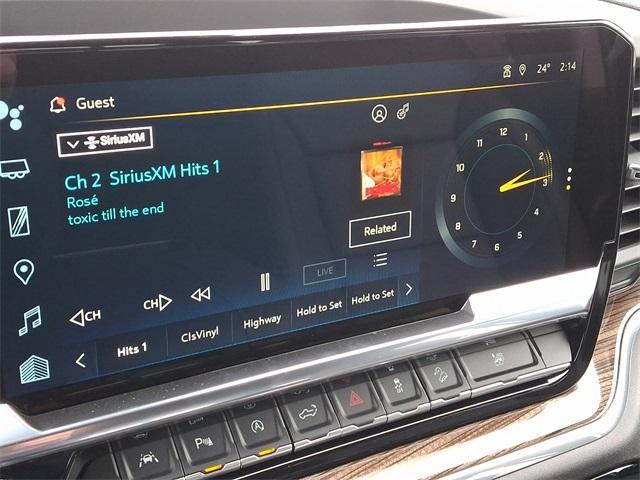 Guest
24° 2:14
SiriusXM
Ch 2 SiriusXM Hits 1
Rosé
toxic till the end
Related
LIVE
CH
CH
Hits 1
ClsVinyl
Highway
Hold to Set
Hold to Set
12
11 1
10 2
9 3
8 4
7 5
6
P
A